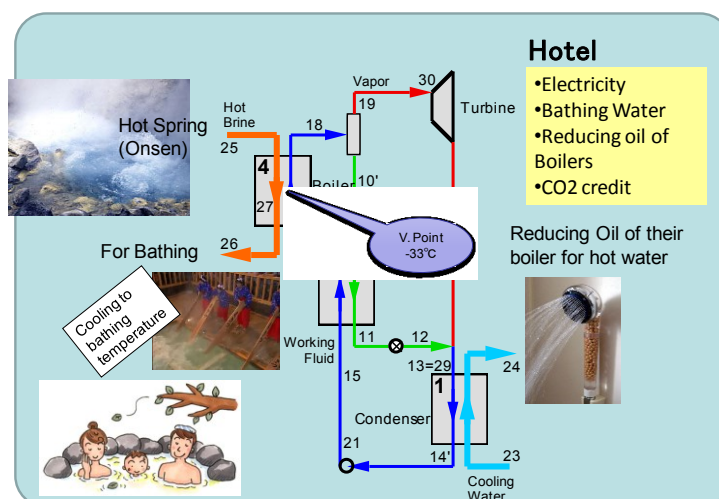 Hotel
•Electricity
•Bathing Water
•Reducing oil of
Boilers
•CO2 credit
Reducing Oil of their
boiler for hot water
Hot Spring
(Onsen)
Hot
Brine
25
Vapor
30
Turbine
19
18
4
Boiler
10'
27
26
For Bathing
V. Point
-33°C
Cooling to
bathing
temperature
Working
Fluid
11
12
15
13=29
1
24
Condenser
21
14'
23
Cooling
Water